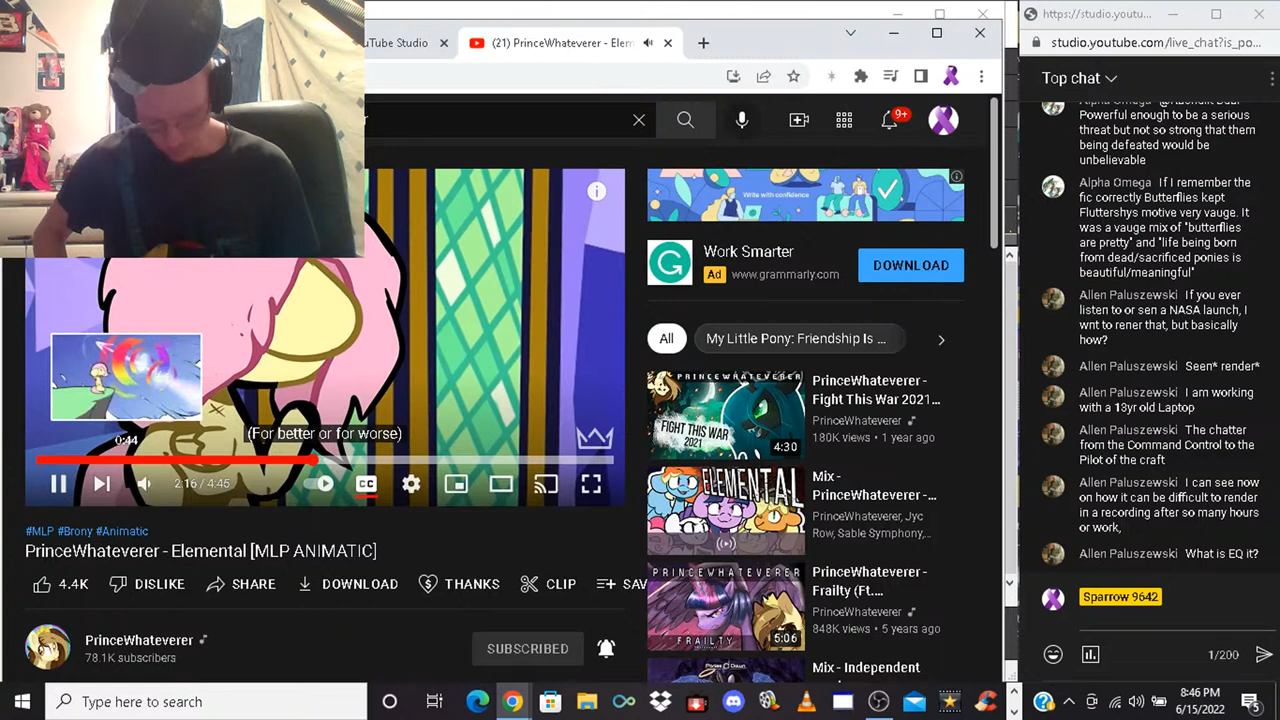 https://studio.youtu...
uTube Studio
(21) PrinceWhateverer - Elem
studio.youtube.com/live_chat?is_po...
Top chat
9+
Powerful enough to be a serious
threat but not so strong that them
being defeated would be
unbelievable
Alpha Omega If I remember the
fic correctly Butterflies kept
Fluttershys motive very vauge. It
was a vauge mix of "butterflies
are pretty" and "life being born
from dead/sacrificed ponies is
beautiful/meaningful"
Allen Paluszewski If you ever
listen to or sen a NASA launch, I
wnt to rener that, but basically
how?
Allen Paluszewski Seen* render*
Allen Paluszewski I am working
with a 13yr old Laptop
Allen Paluszewski The chatter
from the Command Control to the
Pilot of the craft
Allen Paluszewski I can see now
on how it can be difficult to render
in a recording after so many hours
or work,
Allen Paluszewski What is EQ it?
Sparrow 9642
1/200
Write with confidence
Work Smarter
Ad www.grammarly.com
DOWNLOAD
All
My Little Pony: Friendship Is ...
PRINCEWHATEVERER
FIGHT THIS WAR
2021
4:30
PrinceWhateverer -
Fight This War 2021...
PrinceWhateverer
180K views • 1 year ago
ELEMENTAL
Mix -
PrinceWhateverer -...
PrinceWhateverer, Jyc
Row, Sable Symphony,...
PRINCEWHATEVERER
FRAILTY
5:06
PrinceWhateverer -
Frailty (Ft....
PrinceWhateverer
848K views • 5 years ago
Mix - Independent
0:44
(For better or for worse)
2:16 / 4:45
CC
#MLP #Brony #Animatic
PrinceWhateverer - Elemental [MLP ANIMATIC]
4.4K
DISLIKE
SHARE
DOWNLOAD
THANKS
CLIP
SAV
PrinceWhateverer
78.1K subscribers
SUBSCRIBED
Type here to search
8:46 PM
6/15/2022
5